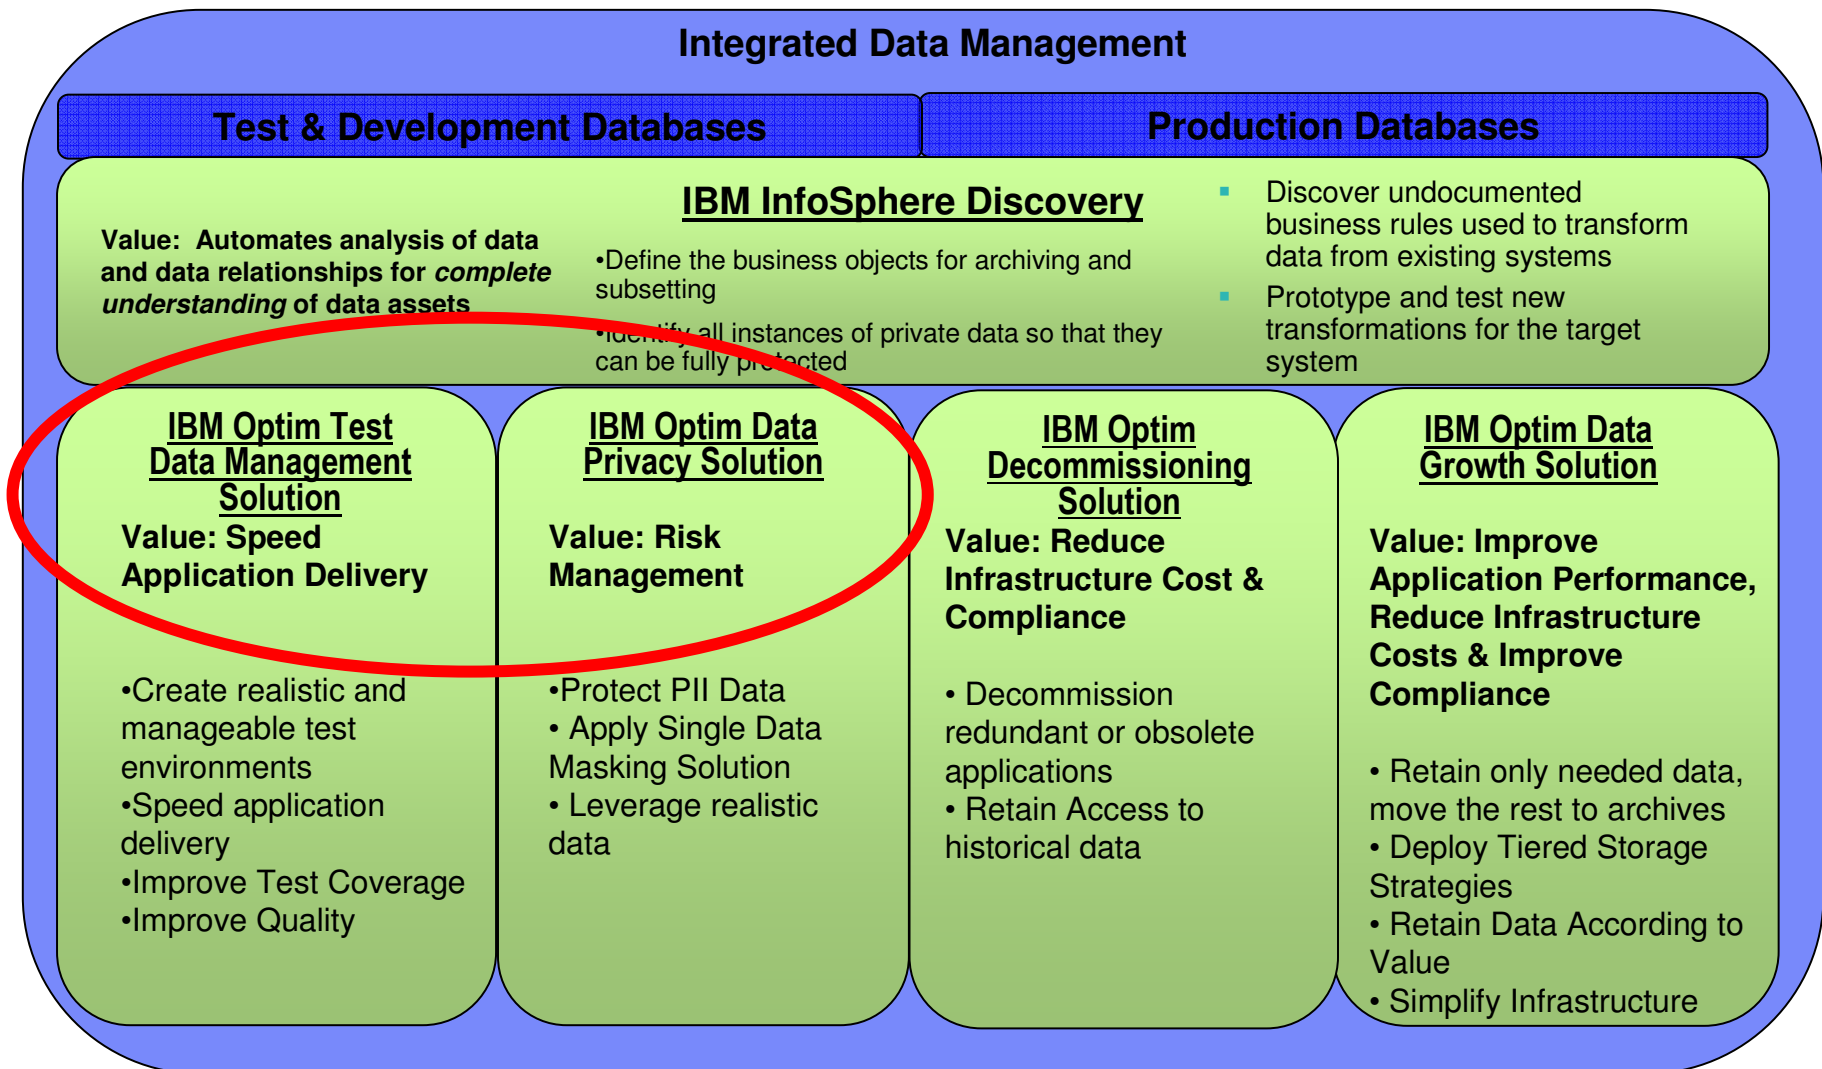 Integrated Data Management
Test & Development Databases
Production Databases
IBM InfoSphere Discovery
Value:  Automates analysis of data
and data relationships for complete
understanding of data assets
•Define the business objects for archiving and
subsetting
•Identify all instances of private data so that they
can be fully protected
▪ Discover undocumented
business rules used to transform
data from existing systems
▪ Prototype and test new
transformations for the target
system
IBM Optim Test
Data Management
Solution
Value: Speed
Application Delivery
•Create realistic and
manageable test
environments
•Speed application
delivery
•Improve Test Coverage
•Improve Quality
IBM Optim Data
Privacy Solution
Value: Risk
Management
•Protect PII Data
• Apply Single Data
Masking Solution
• Leverage realistic
data
IBM Optim
Decommissioning
Solution
Value: Reduce
Infrastructure Cost &
Compliance
• Decommission
redundant or obsolete
applications
• Retain Access to
historical data
IBM Optim Data
Growth Solution
Value: Improve
Application Performance,
Reduce Infrastructure
Costs & Improve
Compliance
• Retain only needed data,
move the rest to archives
• Deploy Tiered Storage
Strategies
• Retain Data According to
Value
• Simplify Infrastructure